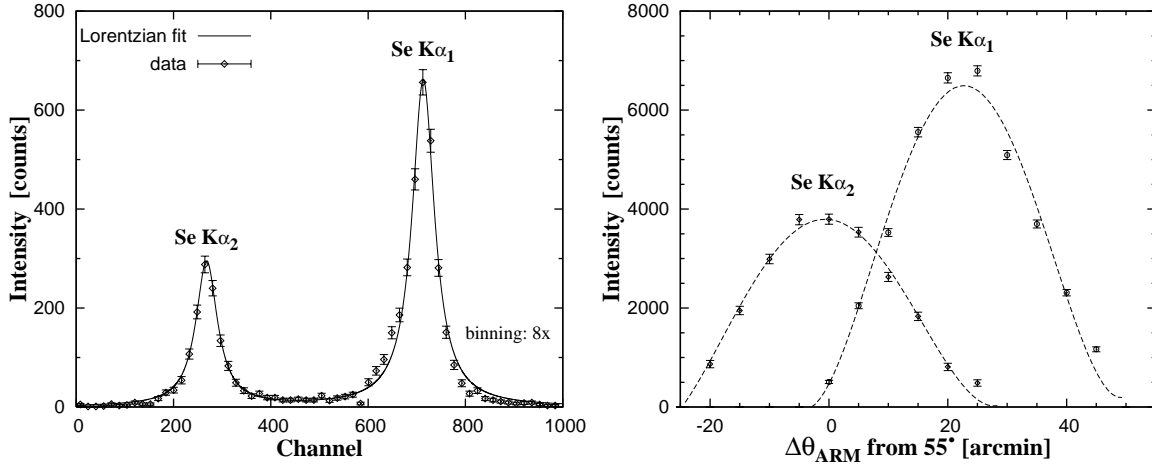 800
600
400
200
0
Intensity [counts]
Lorentzian fit
data
Se Kα2
Se Kα1
binning: 8x
0 200 400 600 800 1000
Channel
8000
6000
4000
2000
0
Intensity [counts]
Se Kα1
Se Kα2
-20 0 20 40
ΔθARM from 55° [arcmin]